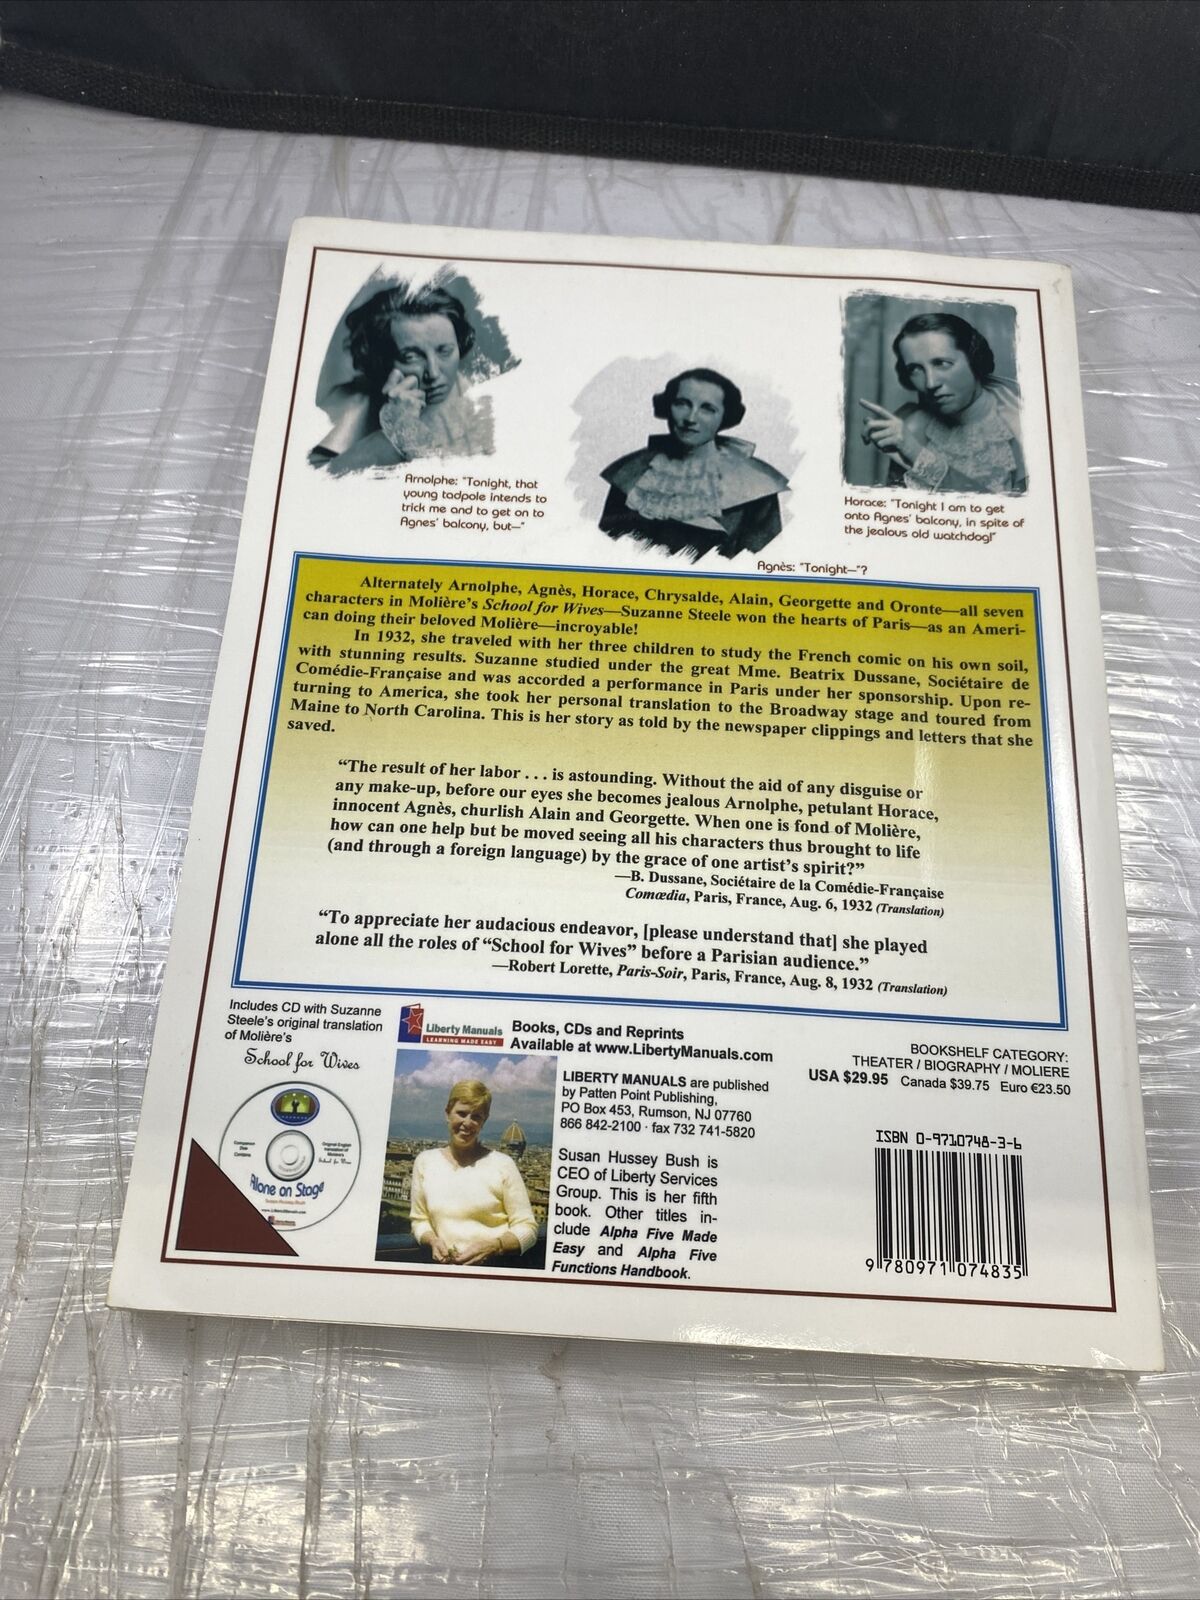 Arnolphe: "Tonight, that
young tadpole intends to
trick me and to get on to
Agnes' balcony, but—"
Horace: "Tonight I am to get
onto Agnes' balcony, in spite of
the jealous old watchdog!"
Agnès: "Tonight—"?
Alternately Arnolphe, Agnès, Horace, Chrysalde, Alain, Georgette and Oronte—all seven
characters in Molière's School for Wives—Suzanne Steele won the hearts of Paris—as an Ameri-
can doing their beloved Molière—incroyable!
In 1932, she traveled with her three children to study the French comic on his own soil,
with stunning results. Suzanne studied under the great Mme. Beatrix Dussane, Sociétaire de
Comédie-Française and was accorded a performance in Paris under her sponsorship. Upon re-
turning to America, she took her personal translation to the Broadway stage and toured from
Maine to North Carolina. This is her story as told by the newspaper clippings and letters that she
saved.
“The result of her labor . . . is astounding. Without the aid of any disguise or
any make-up, before our eyes she becomes jealous Arnolphe, petulant Horace,
innocent Agnès, churlish Alain and Georgette. When one is fond of Molière,
how can one help but be moved seeing all his characters thus brought to life
(and through a foreign language) by the grace of one artist's spirit?”
—B. Dussane, Sociétaire de la Comédie-Française
Comœdia, Paris, France, Aug. 6, 1932 (Translation)
“To appreciate her audacious endeavor, [please understand that] she played
alone all the roles of “School for Wives” before a Parisian audience.”
—Robert Lorette, Paris-Soir, Paris, France, Aug. 8, 1932 (Translation)
Includes CD with Suzanne
Steele's original translation
of Molière's
School for Wives
Companion
Disc
Contains
Original English
translation of
Molière's
School for Wives
Alone on Stage
Susan Hussey Bush
www.LibertyManuals.com
Liberty Manuals
LEARNING MADE EASY
Books, CDs and Reprints
Available at www.LibertyManuals.com
LIBERTY MANUALS are published
by Patten Point Publishing,
PO Box 453, Rumson, NJ 07760
866 842-2100 · fax 732 741-5820
Susan Hussey Bush is
CEO of Liberty Services
Group. This is her fifth
book. Other titles in-
clude Alpha Five Made
Easy and Alpha Five
Functions Handbook.
BOOKSHELF CATEGORY:
THEATER / BIOGRAPHY / MOLIERE
USA $29.95 Canada $39.75 Euro €23.50
ISBN 0-9710748-3-6
9 780971 074835